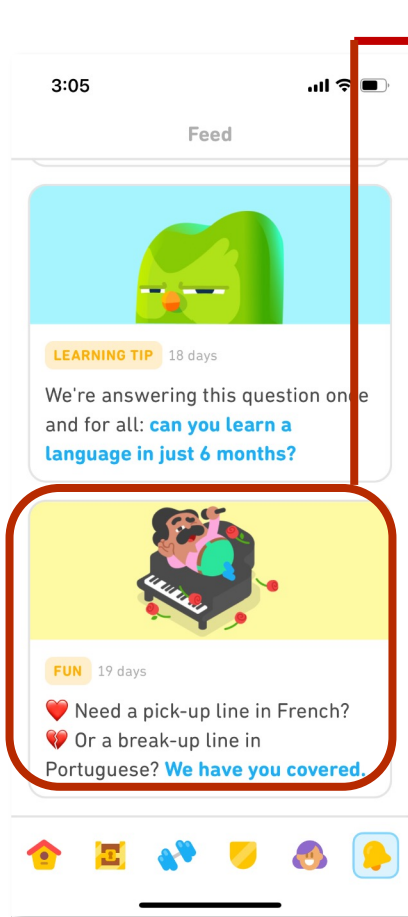 3:05
Feed
LEARNING TIP 18 days
We're answering this question once
and for all: can you learn a
language in just 6 months?
FUN 19 days
❤️ Need a pick-up line in French?
💔 Or a break-up line in
Portuguese? We have you covered.